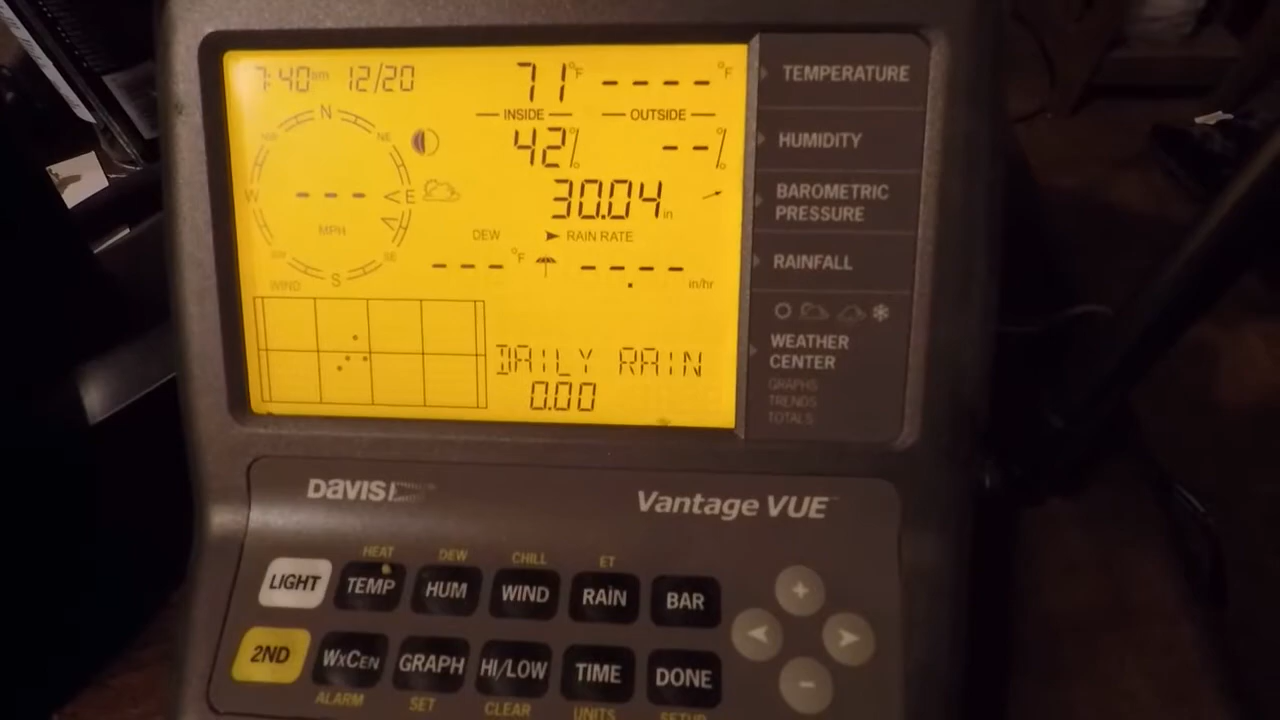 7:40am 12/20 71°F ----°F
INSIDE OUTSIDE
42% --%
N
NW NE
W --- E
MPH
SW SE
S
WIND
30.04 in
DEW RAIN RATE
---°F --.-- in/hr
DAILY RAIN
0.00
TEMPERATURE
HUMIDITY
BAROMETRIC
PRESSURE
RAINFALL
WEATHER
CENTER
GRAPHS
TRENDS
TOTALS
DAVIS
Vantage VUE
HEAT DEW CHILL ET
LIGHT TEMP HUM WIND RAIN BAR
2ND WxCEN GRAPH HI/LOW TIME DONE
ALARM SET CLEAR UNITS SETUP
+
-